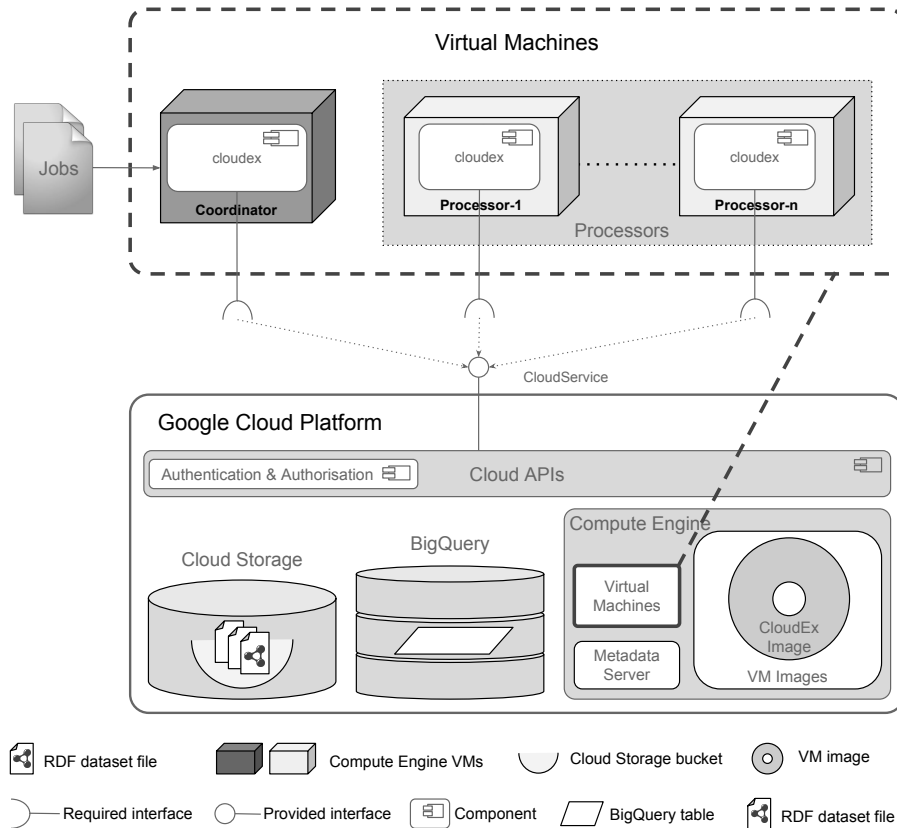 Virtual Machines
Jobs
cloudex
Coordinator
cloudex
Processor-1
cloudex
Processor-n
Processors
CloudService
Google Cloud Platform
Authentication & Authorisation
Cloud APIs
Cloud Storage
BigQuery
Compute Engine
Virtual
Machines
Metadata
Server
CloudEx
Image
VM Images
RDF dataset file
Compute Engine VMs
Cloud Storage bucket
VM image
Required interface
Provided interface
Component
BigQuery table
RDF dataset file